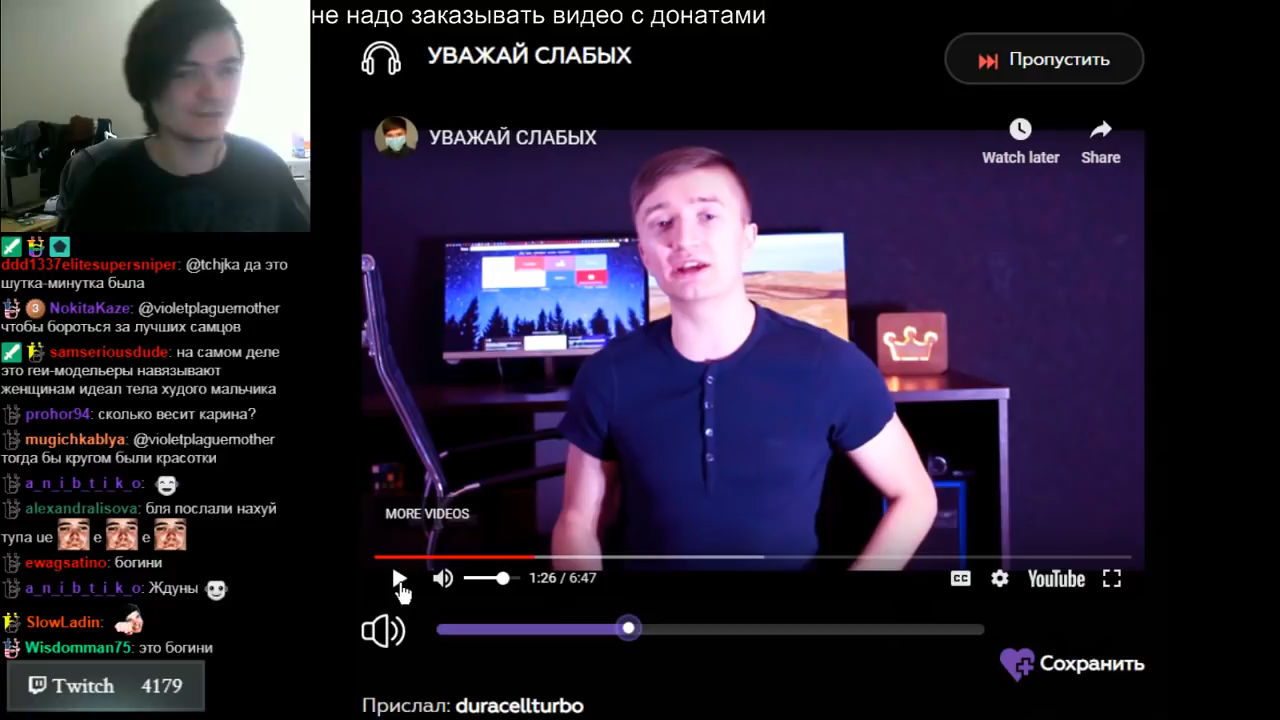 не надо заказывать видео с донатами
УВАЖАЙ СЛАБЫХ
Пропустить
УВАЖАЙ СЛАБЫХ
Watch later
Share
ddd1337elitesupersniper: @tchjka да это
шутка-минутка была
3 NokitaKaze: @violetplaguemother
чтобы бороться за лучших самцов
samseriousdude: на самом деле
это геи-модельеры навязывают
женщинам идеал тела худого мальчика
prohor94: сколько весит карина?
mugichkablya: @violetplaguemother
тогда бы кругом были красотки
a_n_i_b_t_i_k_o:
alexandralisova: бля послали нахуй
тупа ue е е
ewagsatino: богини
a_n_i_b_t_i_k_o: Ждуны
SlowLadin:
Wisdomman75: это богини
Twitch 4179
MORE VIDEOS
1:26 / 6:47
CC
YouTube
Сохранить
Прислал: duracellturbo